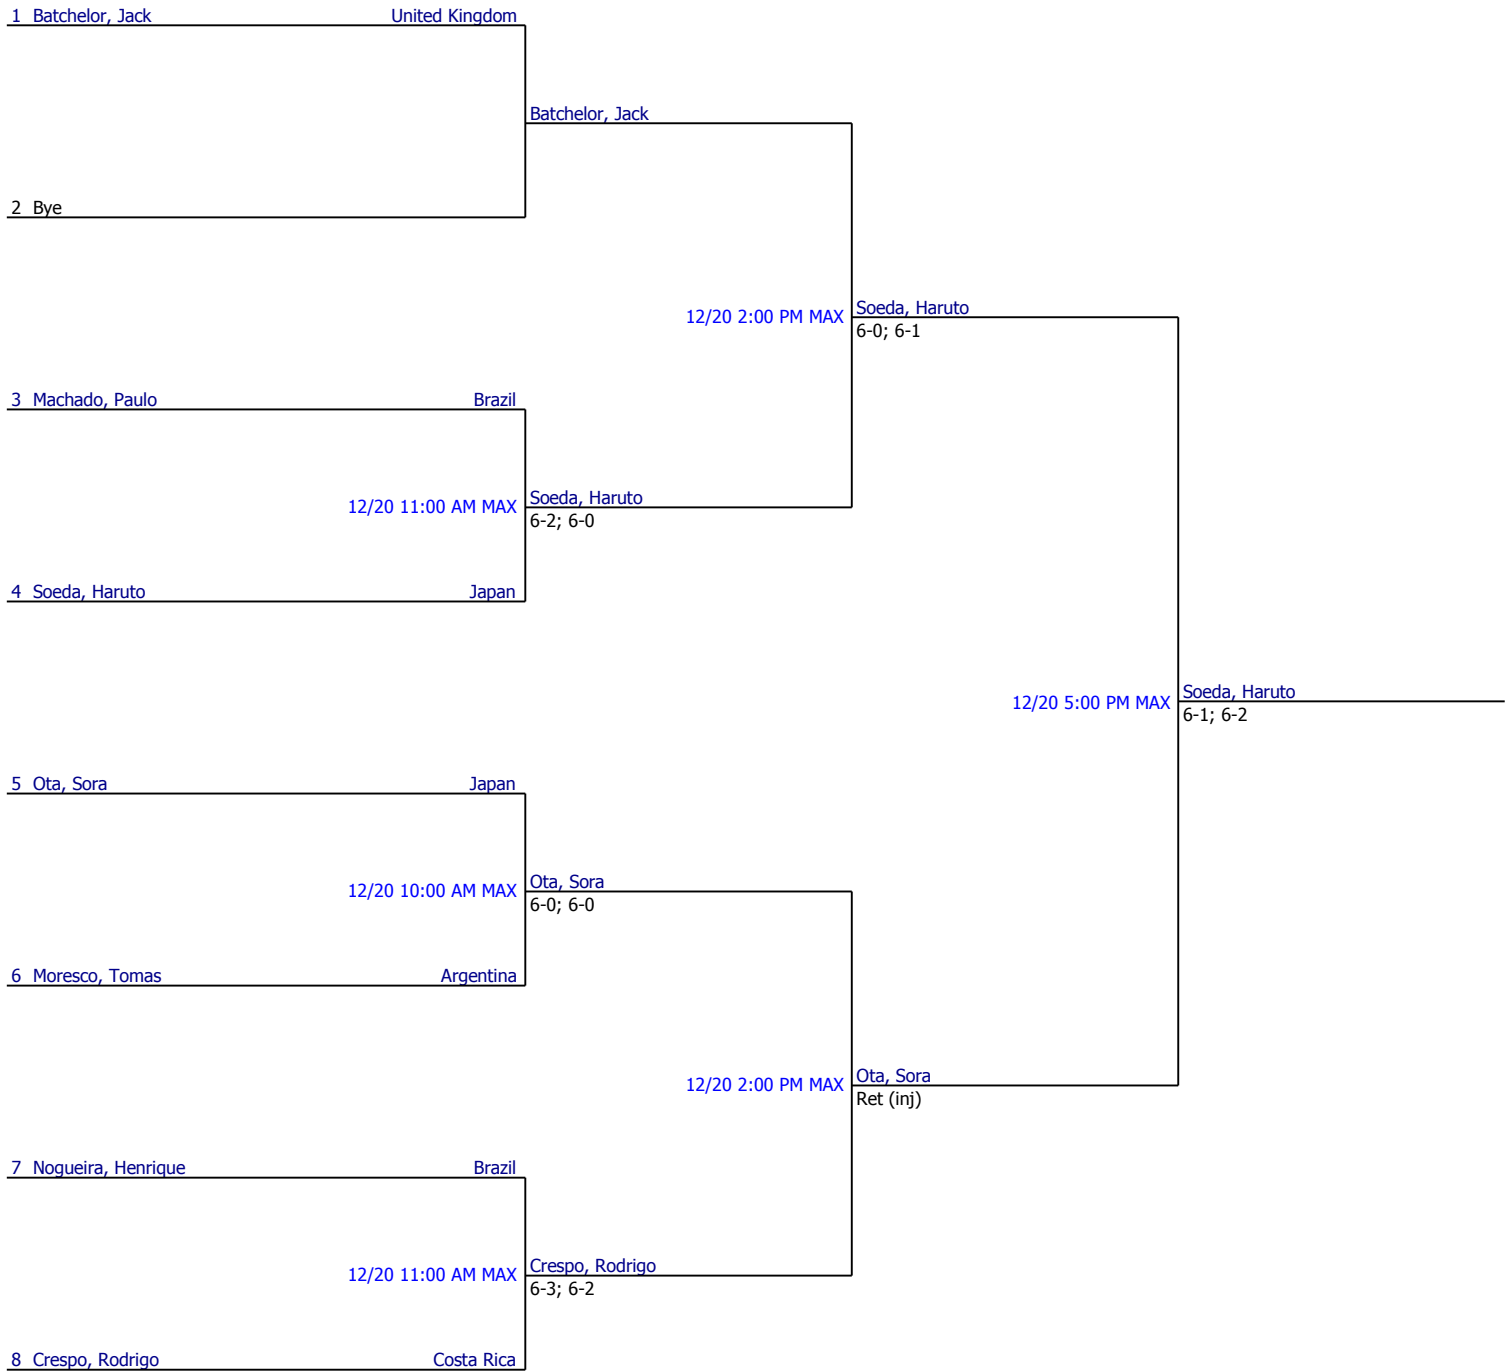 1 Batchelor, Jack United Kingdom
Batchelor, Jack
2 Bye
12/20 2:00 PM MAX Soeda, Haruto
6-0; 6-1
3 Machado, Paulo Brazil
12/20 11:00 AM MAX Soeda, Haruto
6-2; 6-0
4 Soeda, Haruto Japan
12/20 5:00 PM MAX Soeda, Haruto
6-1; 6-2
5 Ota, Sora Japan
12/20 10:00 AM MAX Ota, Sora
6-0; 6-0
6 Moresco, Tomas Argentina
12/20 2:00 PM MAX Ota, Sora
Ret (inj)
7 Nogueira, Henrique Brazil
12/20 11:00 AM MAX Crespo, Rodrigo
6-3; 6-2
8 Crespo, Rodrigo Costa Rica